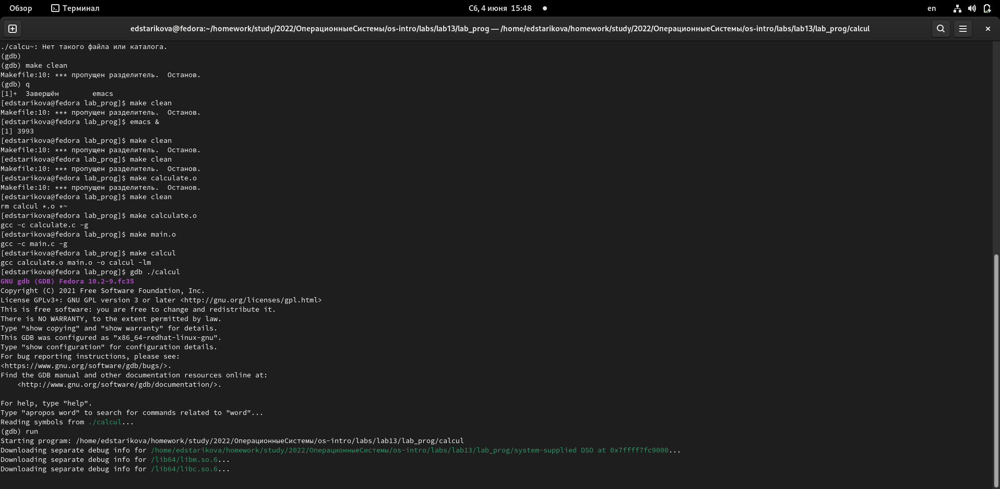 Обзор Терминал Сб, 4 июня 15:48 en
edstarikova@fedora:~/homework/study/2022/ОперационныеСистемы/os-intro/labs/lab13/lab_prog — /home/edstarikova/homework/study/2022/ОперационныеСистемы/os-intro/labs/lab13/lab_prog/calcul
./calcu~: Нет такого файла или каталога.
(gdb)
(gdb) make clean
Makefile:10: *** пропущен разделитель.  Останов.
(gdb) q
[1]+  Завершён        emacs
[edstarikova@fedora lab_prog]$ make clean
Makefile:10: *** пропущен разделитель.  Останов.
[edstarikova@fedora lab_prog]$ emacs &
[1] 3993
[edstarikova@fedora lab_prog]$ make clean
Makefile:10: *** пропущен разделитель.  Останов.
[edstarikova@fedora lab_prog]$ make clean
Makefile:10: *** пропущен разделитель.  Останов.
[edstarikova@fedora lab_prog]$ make calculate.o
Makefile:10: *** пропущен разделитель.  Останов.
[edstarikova@fedora lab_prog]$ make clean
rm calcul *.o *~
[edstarikova@fedora lab_prog]$ make calculate.o
gcc -c calculate.c -g
[edstarikova@fedora lab_prog]$ make main.o
gcc -c main.c -g
[edstarikova@fedora lab_prog]$ make calcul
gcc calculate.o main.o -o calcul -lm
[edstarikova@fedora lab_prog]$ gdb ./calcul
GNU gdb (GDB) Fedora 10.2-9.fc35
Copyright (C) 2021 Free Software Foundation, Inc.
License GPLv3+: GNU GPL version 3 or later <http://gnu.org/licenses/gpl.html>
This is free software: you are free to change and redistribute it.
There is NO WARRANTY, to the extent permitted by law.
Type "show copying" and "show warranty" for details.
This GDB was configured as "x86_64-redhat-linux-gnu".
Type "show configuration" for configuration details.
For bug reporting instructions, please see:
<https://www.gnu.org/software/gdb/bugs/>.
Find the GDB manual and other documentation resources online at:
    <http://www.gnu.org/software/gdb/documentation/>.

For help, type "help".
Type "apropos word" to search for commands related to "word"...
Reading symbols from ./calcul...
(gdb) run
Starting program: /home/edstarikova/homework/study/2022/ОперационныеСистемы/os-intro/labs/lab13/lab_prog/calcul
Downloading separate debug info for /home/edstarikova/homework/study/2022/ОперационныеСистемы/os-intro/labs/lab13/lab_prog/system-supplied DSO at 0x7ffff7fc9000...
Downloading separate debug info for /lib64/libm.so.6...
Downloading separate debug info for /lib64/libc.so.6...